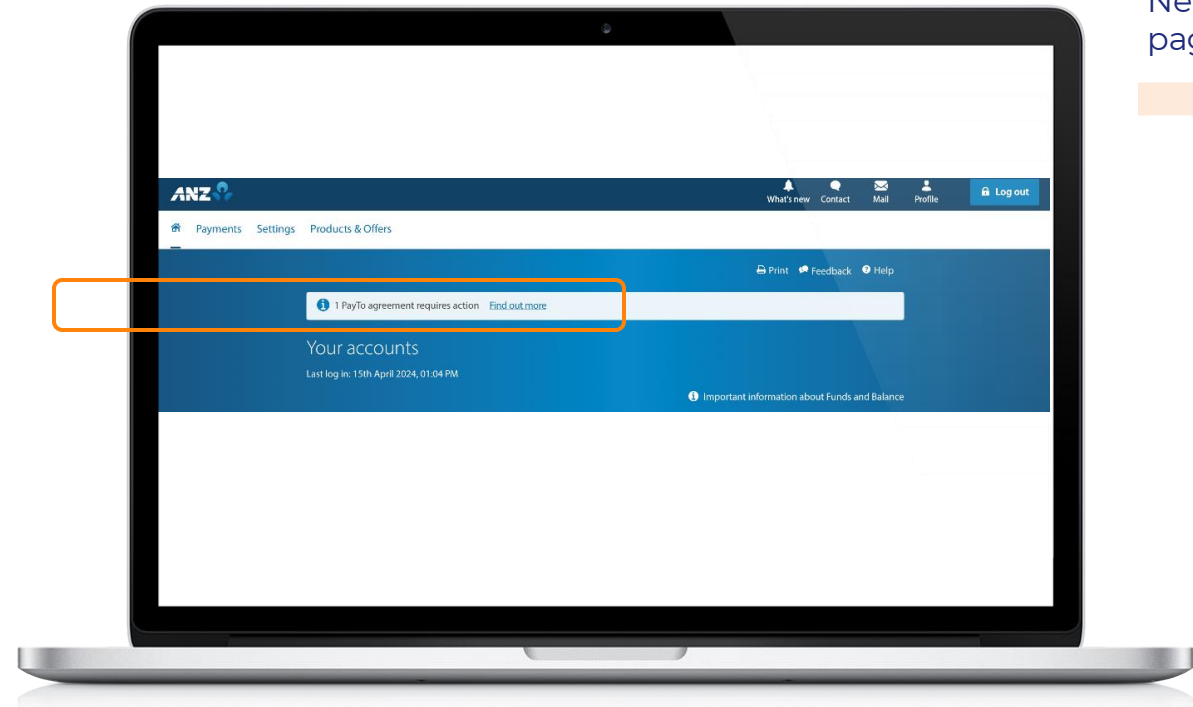 ANZ
What's new Contact Mail Profile Log out
Payments Settings Products & Offers
Print Feedback Help
1 PayTo agreement requires action Find out more
Your accounts
Last log in: 15th April 2024, 01:04 PM
Important information about Funds and Balance